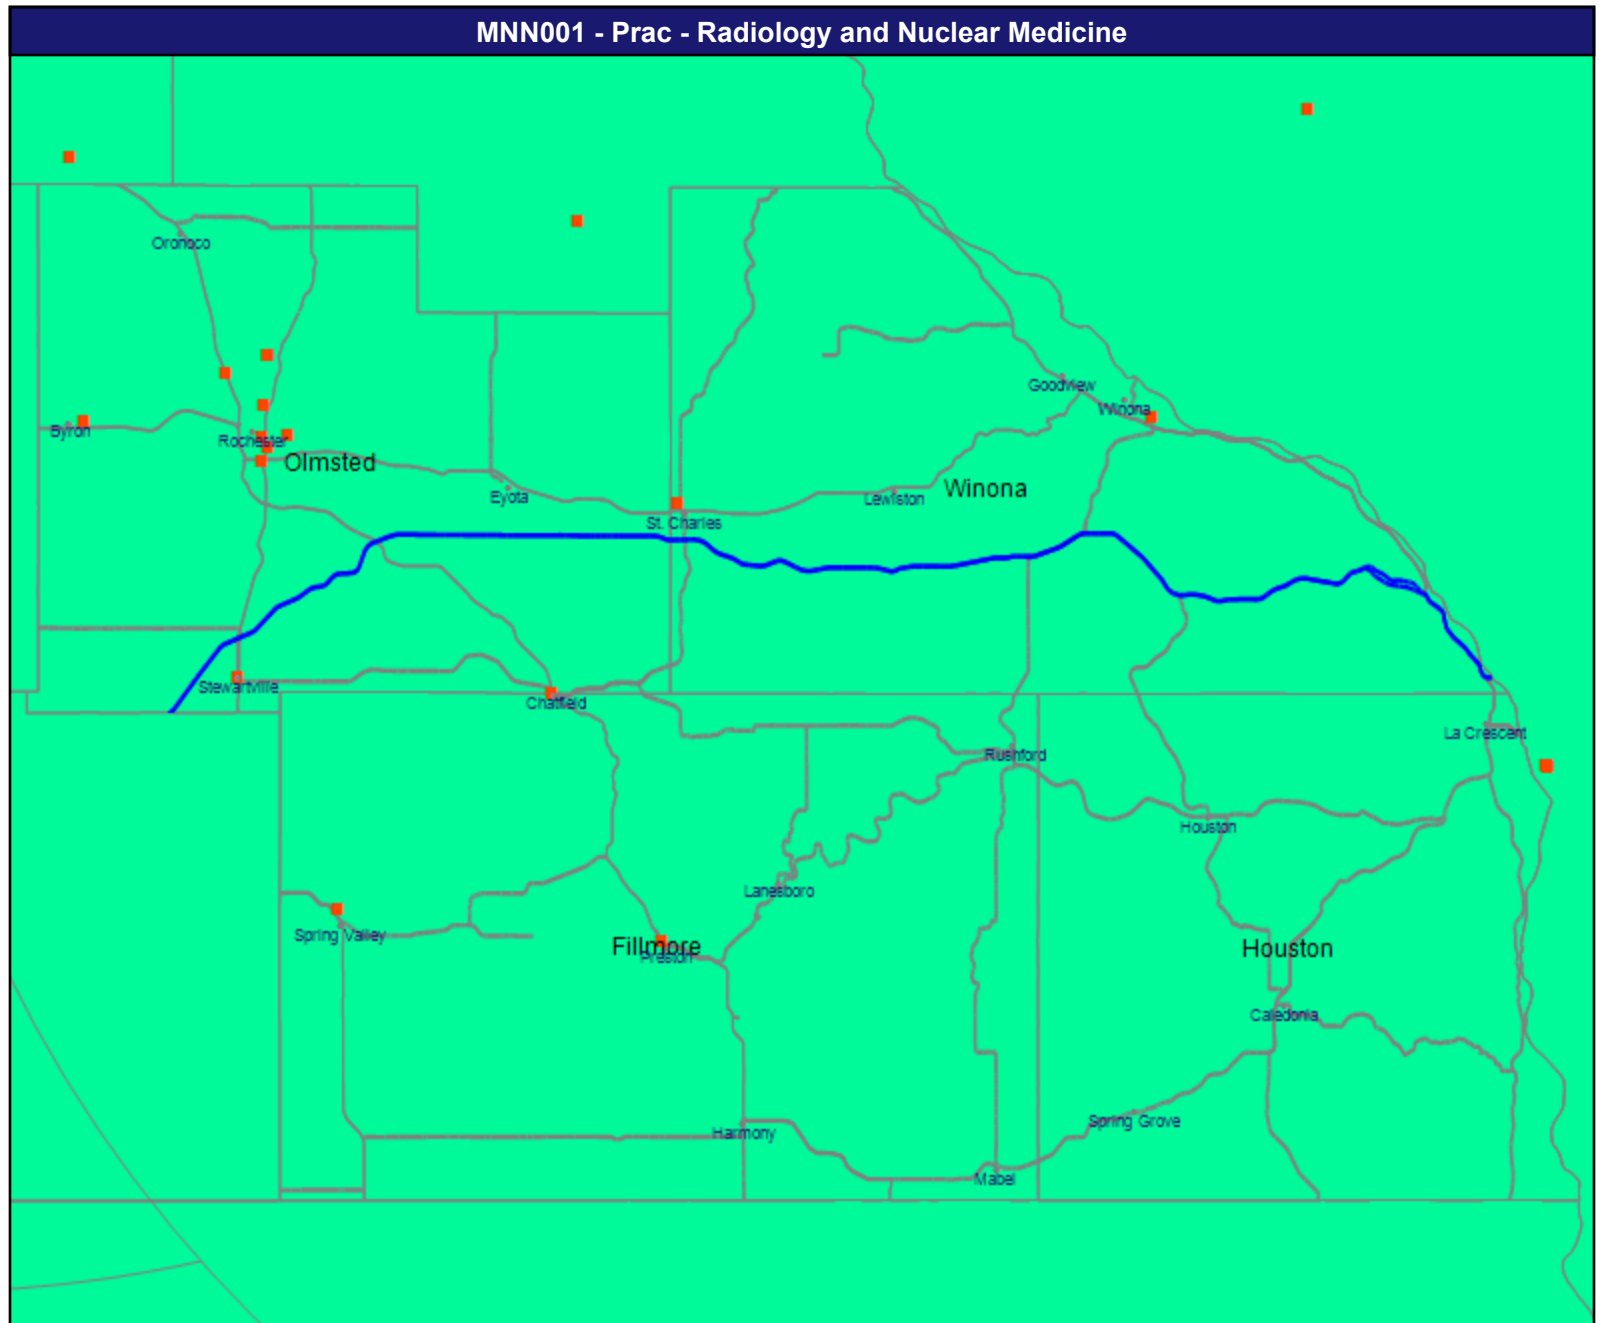 MNN001 - Prac - Radiology and Nuclear Medicine
Oronoco
Goodview
Winona
Byron
Rochester
Olmsted
Eyota
Lewiston
Winona
St. Charles
Stewartville
Chatfield
La Crescent
Rushford
Houston
Lanesboro
Spring Valley
Fillmore
Preston
Houston
Caledonia
Spring Grove
Harmony
Mabel